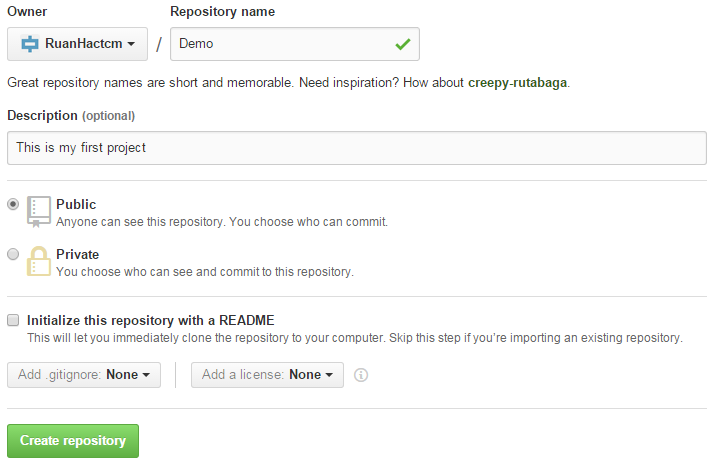 Owner Repository name
RuanHactcm / Demo
Great repository names are short and memorable. Need inspiration? How about creepy-rutabaga.
Description (optional)
This is my first project
Public
Anyone can see this repository. You choose who can commit.
Private
You choose who can see and commit to this repository.
Initialize this repository with a README
This will let you immediately clone the repository to your computer. Skip this step if you’re importing an existing repository.
Add .gitignore: None Add a license: None
Create repository